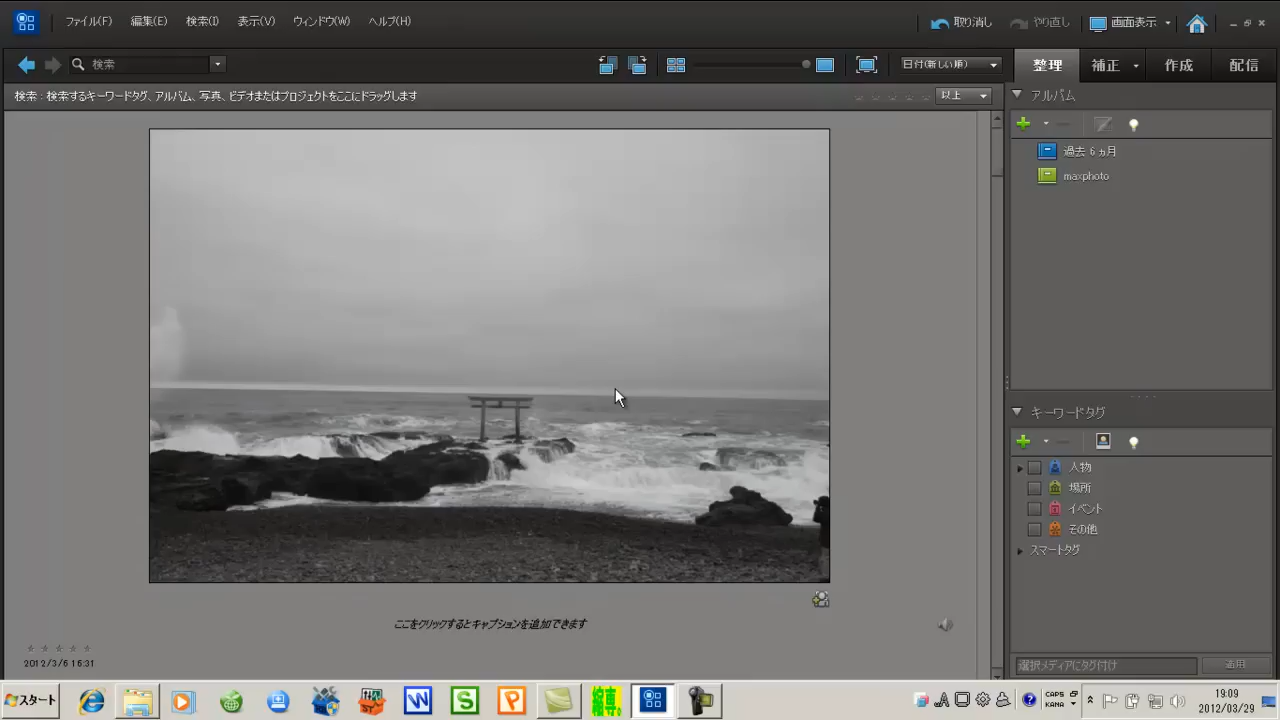 ファイル(F) 編集(E) 検索(I) 表示(V) ウィンドウ(W) ヘルプ(H) 取り消し やり直し 画面表示
検索 日付(新しい順) 整理 補正 作成 配信
検索 : 検索するキーワードタグ、アルバム、写真、ビデオまたはプロジェクトをここにドラッグします 以上
アルバム
過去 6 ヵ月
maxphoto
キーワードタグ
人物
場所
イベント
その他
スマートタグ
ここをクリックするとキャプションを追加できます
2012/3/6 16:31
選択メディアにタグ付け 適用
スタート W S P 縮専。 A CAPS KANA 19:09
2012/03/29